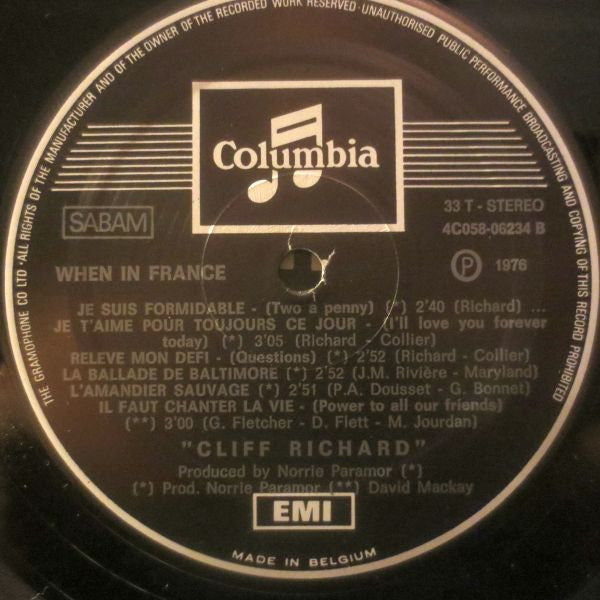 THE GRAMOPHONE CO LTD · ALL RIGHTS OF THE MANUFACTURER AND OF THE OWNER OF THE RECORDED WORK RESERVED · UNAUTHORISED PUBLIC PERFORMANCE BROADCASTING AND COPYING OF THIS RECORD PROHIBITED
Columbia
SABAM
33 T - STEREO
4C058-06234 B
WHEN IN FRANCE
P 1976
JE SUIS FORMIDABLE - (Two a penny) (*) 2'40 (Richard) ...
JE T'AIME POUR TOUJOURS CE JOUR - (I'll love you forever
today) (*) 3'05 (Richard - Collier)
RELEVE MON DEFI - (Questions) (*) 2'52 (Richard - Collier)
LA BALLADE DE BALTIMORE (*) 2'52 (J.M. Rivière - Maryland)
L'AMANDIER SAUVAGE (*) 2'51 (P.A. Dousset - G. Bonnet)
IL FAUT CHANTER LA VIE - (Power to all our friends)
(**) 3'00 (G. Fletcher - D. Flett - M. Jourdan)
"CLIFF RICHARD"
Produced by Norrie Paramor (*)
(*) Prod. Norrie Paramor (**) David Mackay
EMI
MADE IN BELGIUM